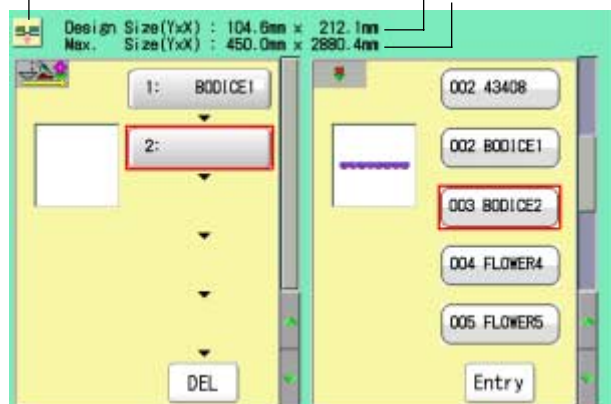 Design Size(YxX) : 104.6mm x 212.1mm
Max. Size(YxX) : 450.0mm x 2880.4mm
1: BODICE1
2:
DEL
002 43408
002 BODICE1
003 BODICE2
004 FLOWER4
005 FLOWER5
Entry